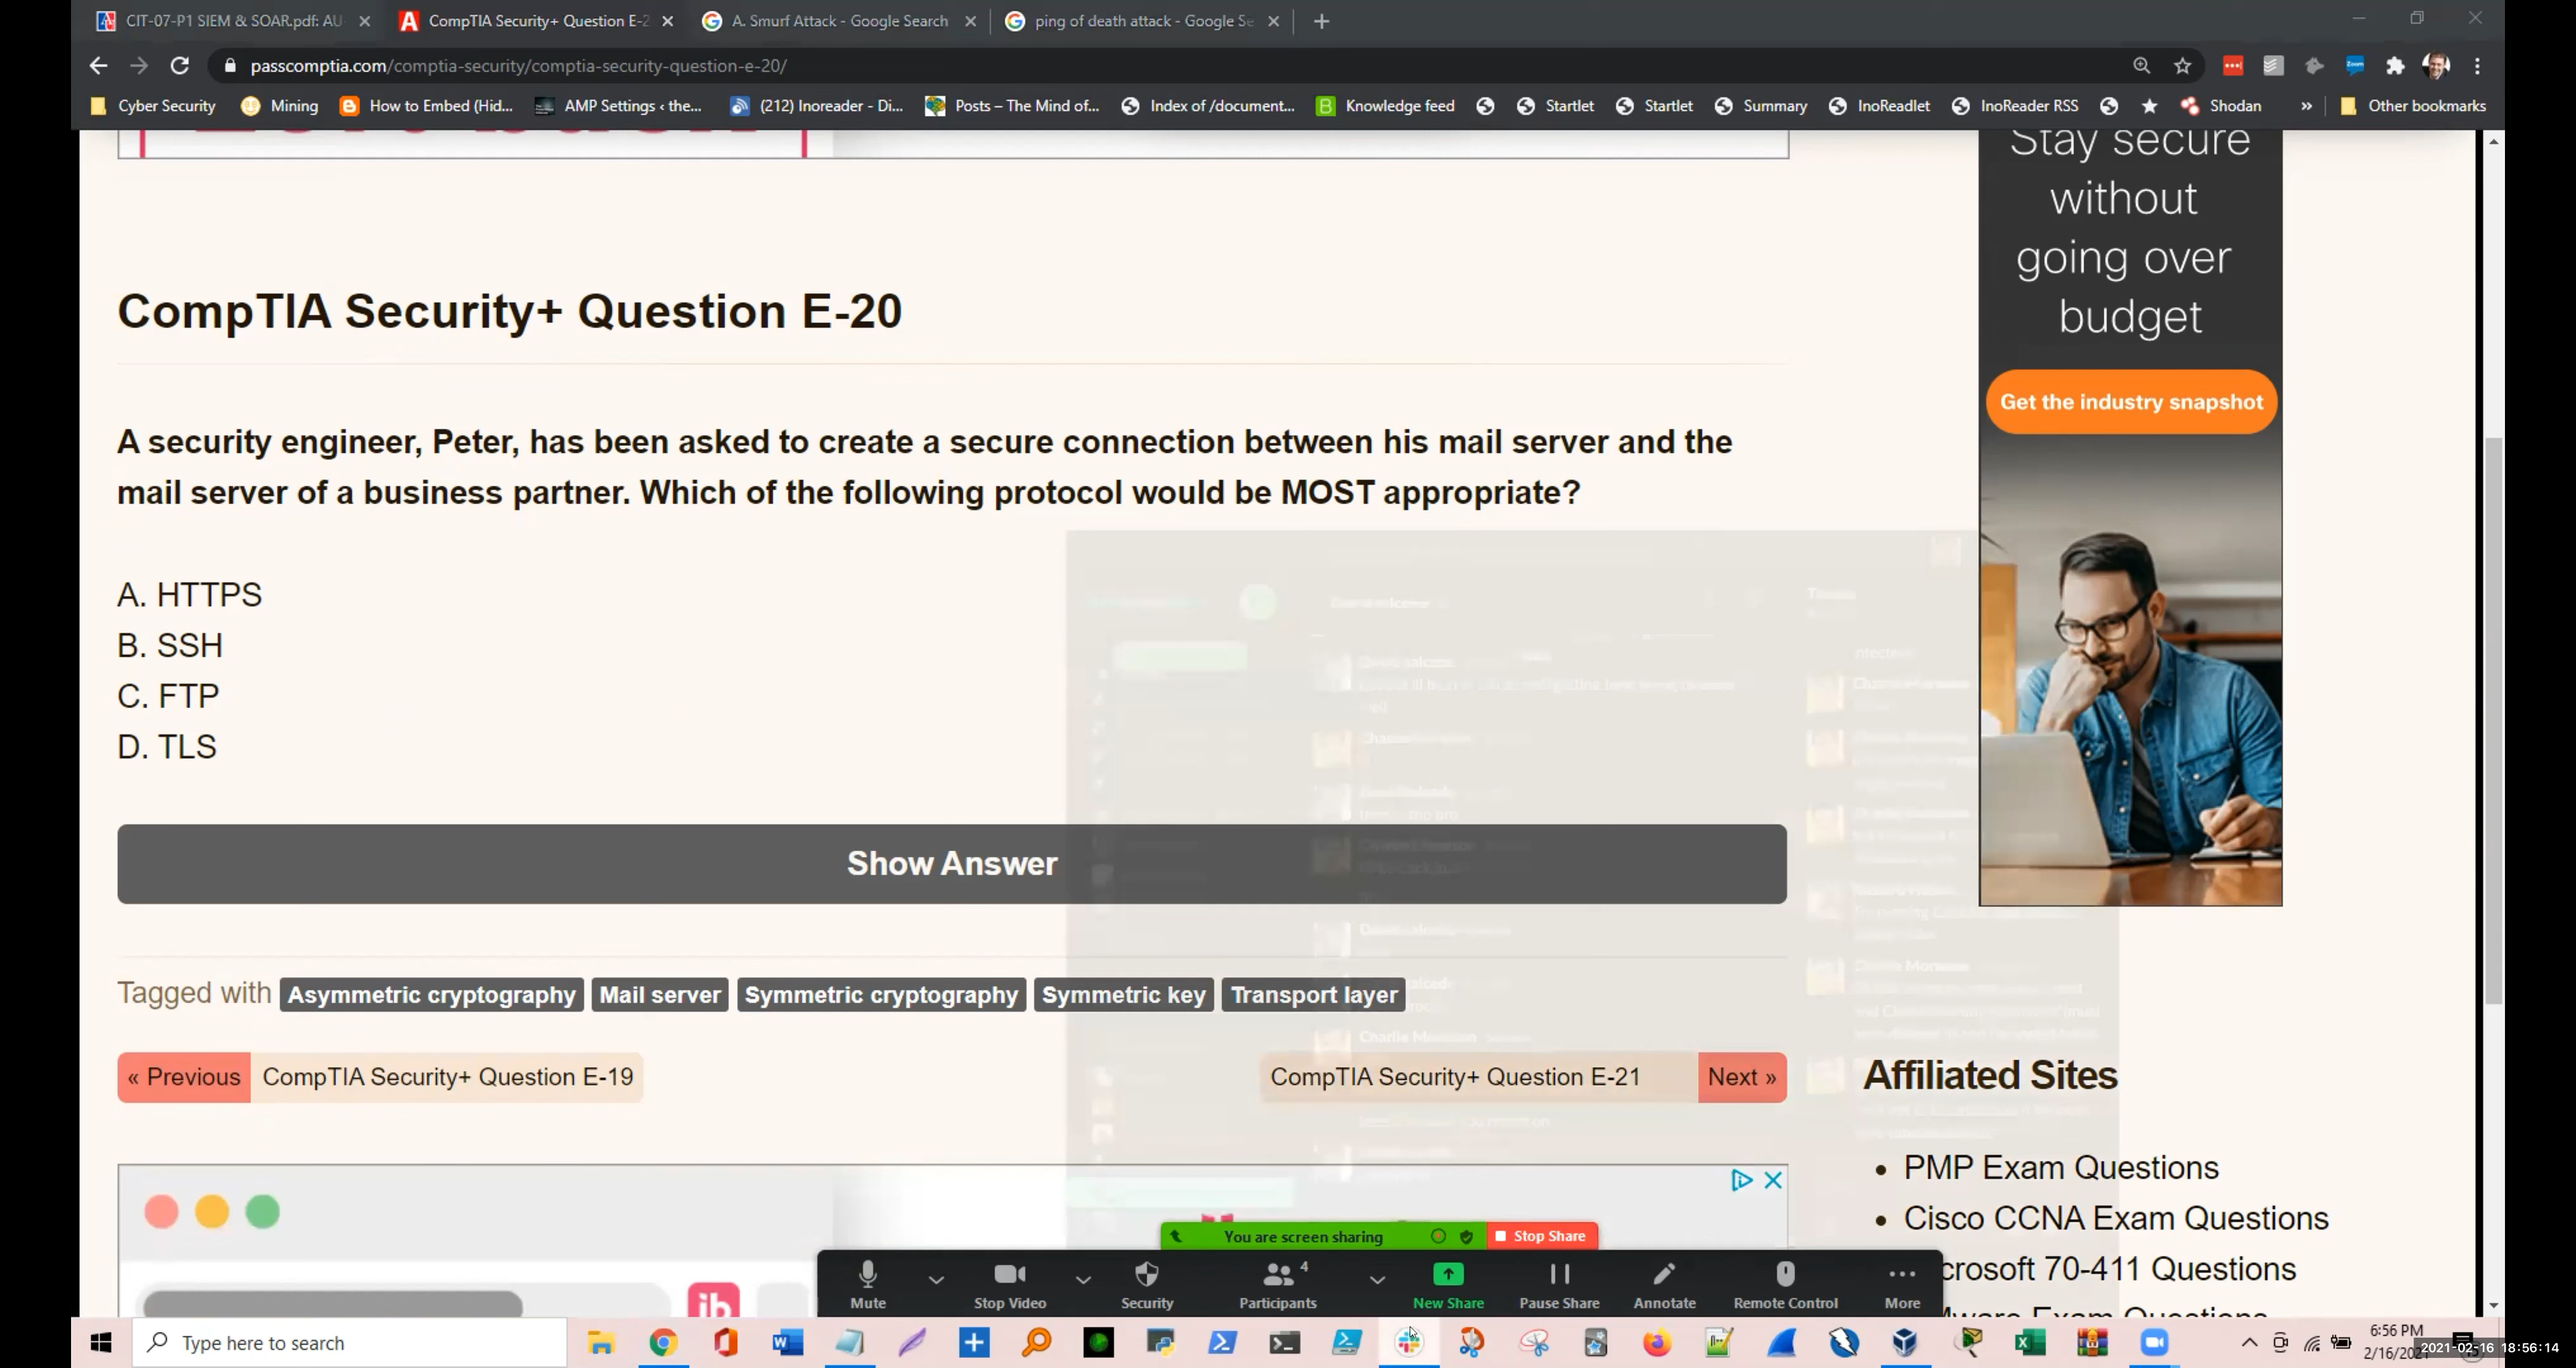 CIT-07-P1 SIEM & SOAR.pdf: AU
CompTIA Security+ Question E-2
A. Smurf Attack - Google Search
ping of death attack - Google Se
passcomptia.com/comptia-security/comptia-security-question-e-20/
Cyber Security
Mining
How to Embed (Hid...
AMP Settings ‹ the...
(212) Inoreader - Di...
Posts – The Mind of...
Index of /document...
Knowledge feed
Startlet
Startlet
Summary
InoReadlet
InoReader RSS
Shodan
»
Other bookmarks
Stay secure
without
going over
budget
Get the industry snapshot
CompTIA Security+ Question E-20
A security engineer, Peter, has been asked to create a secure connection between his mail server and the
mail server of a business partner. Which of the following protocol would be MOST appropriate?
A. HTTPS
B. SSH
C. FTP
D. TLS
Show Answer
Tagged with Asymmetric cryptography Mail server Symmetric cryptography Symmetric key Transport layer
« Previous CompTIA Security+ Question E-19
CompTIA Security+ Question E-21 Next »
Affiliated Sites
• PMP Exam Questions
• Cisco CCNA Exam Questions
crosoft 70-411 Questions
Mware Exam Questions
ib
You are screen sharing
Stop Share
Mute
Stop Video
Security
Participants
4
New Share
Pause Share
Annotate
Remote Control
More
Type here to search
6:56 PM
2/16/202
2021-02-16 18:56:14